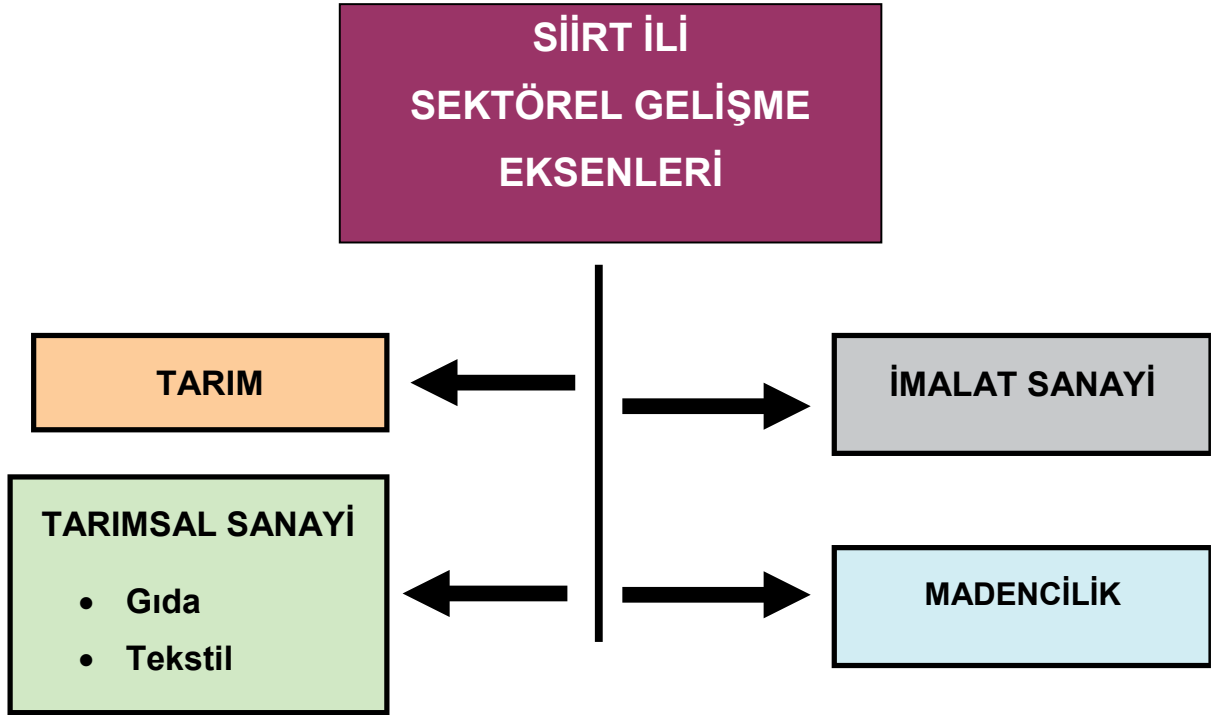 SİİRT İLİ
SEKTÖREL GELİŞME
EKSENLERİ
TARIM
İMALAT SANAYİ
TARIMSAL SANAYİ
• Gıda
• Tekstil
MADENCİLİK